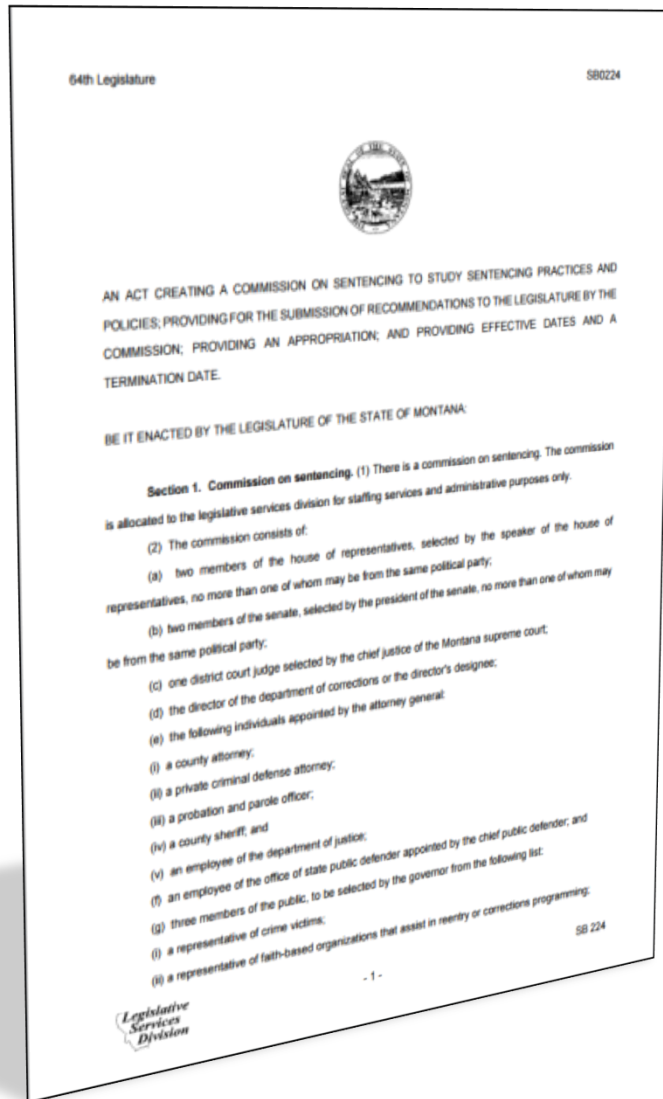 64th Legislature SB0224
AN ACT CREATING A COMMISSION ON SENTENCING TO STUDY SENTENCING PRACTICES AND
POLICIES; PROVIDING FOR THE SUBMISSION OF RECOMMENDATIONS TO THE LEGISLATURE BY THE
COMMISSION; PROVIDING AN APPROPRIATION; AND PROVIDING EFFECTIVE DATES AND A
TERMINATION DATE.
BE IT ENACTED BY THE LEGISLATURE OF THE STATE OF MONTANA:
Section 1. Commission on sentencing. (1) There is a commission on sentencing. The commission
is allocated to the legislative services division for staffing services and administrative purposes only.
(2) The commission consists of:
(a) two members of the house of representatives, selected by the speaker of the house of
representatives, no more than one of whom may be from the same political party;
(b) two members of the senate, selected by the president of the senate, no more than one of whom may
be from the same political party;
(c) one district court judge selected by the chief justice of the Montana supreme court;
(d) the director of the department of corrections or the director's designee;
(e) the following individuals appointed by the attorney general:
(i) a county attorney;
(ii) a private criminal defense attorney;
(iii) a probation and parole officer;
(iv) a county sheriff; and
(v) an employee of the department of justice;
(f) an employee of the office of state public defender appointed by the chief public defender; and
(g) three members of the public, to be selected by the governor from the following list:
(i) a representative of crime victims;
(ii) a representative of faith-based organizations that assist in reentry or corrections programming;
Legislative
Services
Division
- 1 -
SB 224